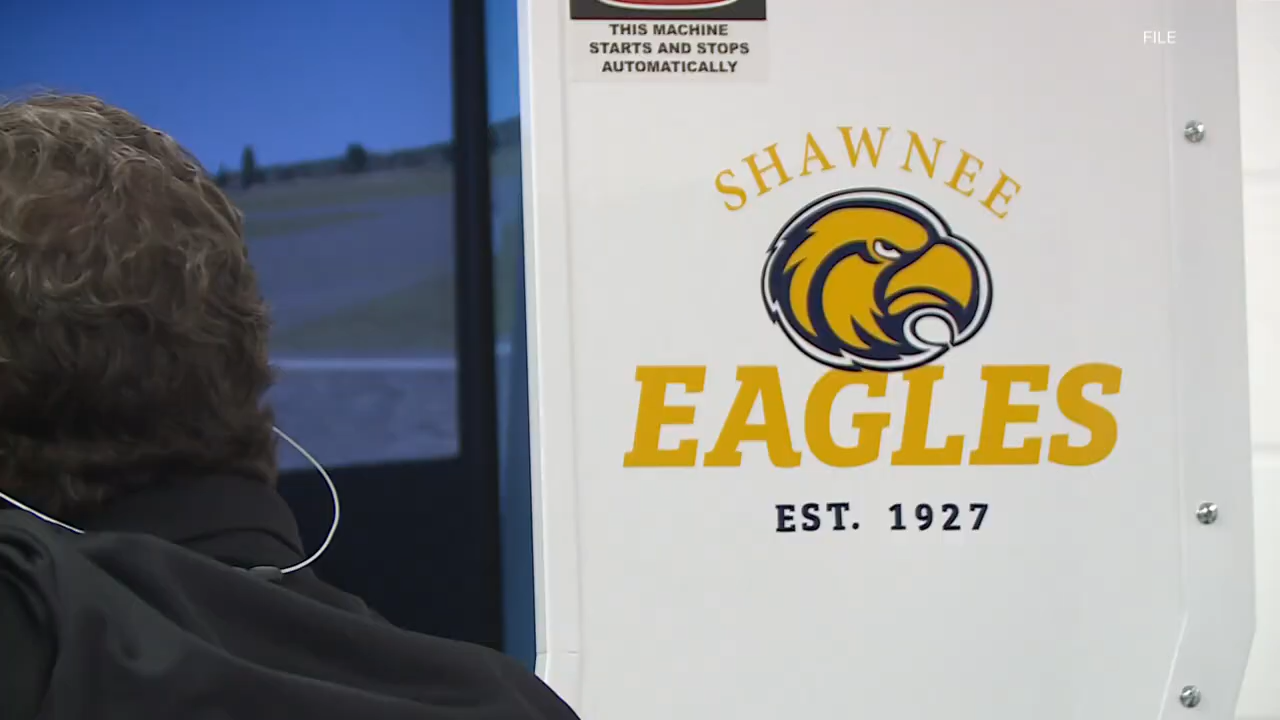 THIS MACHINE
STARTS AND STOPS
AUTOMATICALLY
FILE
SHAWNEE
EAGLES
EST. 1927